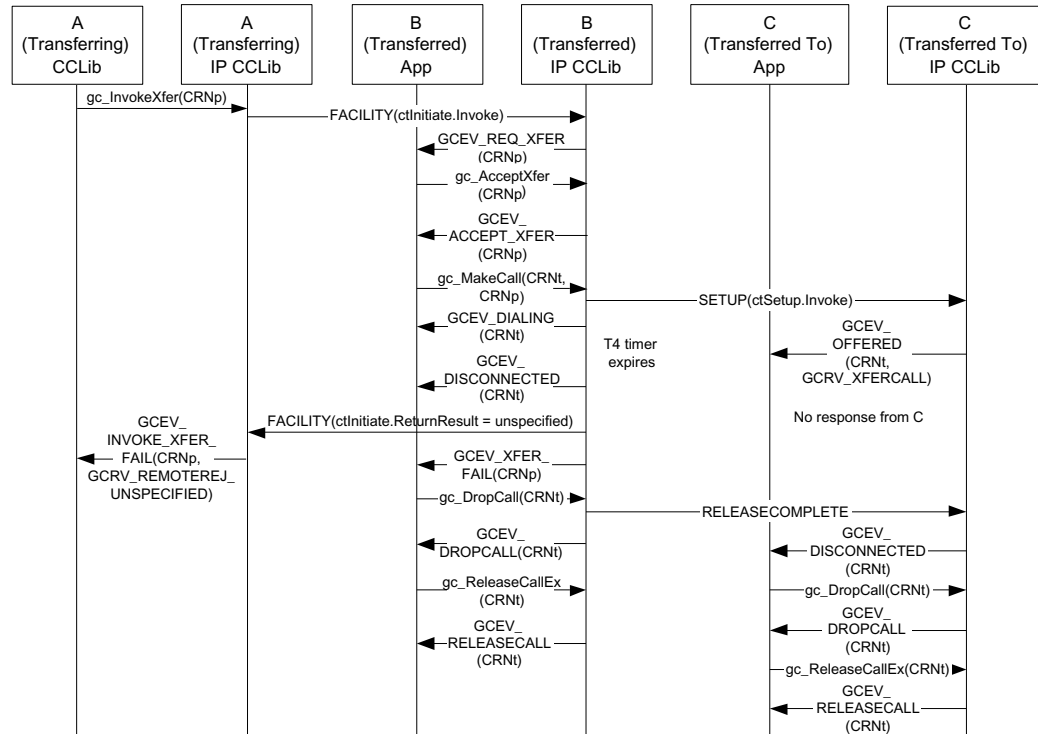 A
(Transferring)
CCLib
A
(Transferring)
IP CCLib
B
(Transferred)
App
B
(Transferred)
IP CCLib
C
(Transferred To)
App
C
(Transferred To)
IP CCLib
gc_InvokeXfer(CRNp)
FACILITY(ctInitiate.Invoke)
GCEV_REQ_XFER
(CRNp)
gc_AcceptXfer
(CRNp)
GCEV_
ACCEPT_XFER
(CRNp)
gc_MakeCall(CRNt,
CRNp)
SETUP(ctSetup.Invoke)
GCEV_DIALING
(CRNt)
T4 timer
expires
GCEV_
OFFERED
(CRNt,
GCRV_XFERCALL)
GCEV_
DISCONNECTED
(CRNt)
No response from C
FACILITY(ctInitiate.ReturnResult = unspecified)
GCEV_
INVOKE_XFER_
FAIL(CRNp,
GCRV_REMOTEREJ_
UNSPECIFIED)
GCEV_XFER_
FAIL(CRNp)
gc_DropCall(CRNt)
RELEASECOMPLETE
GCEV_
DROPCALL(CRNt)
GCEV_
DISCONNECTED
(CRNt)
gc_ReleaseCallEx
(CRNt)
gc_DropCall(CRNt)
GCEV_
RELEASECALL
(CRNt)
GCEV_
DROPCALL
(CRNt)
gc_ReleaseCallEx(CRNt)
GCEV_
RELEASECALL
(CRNt)